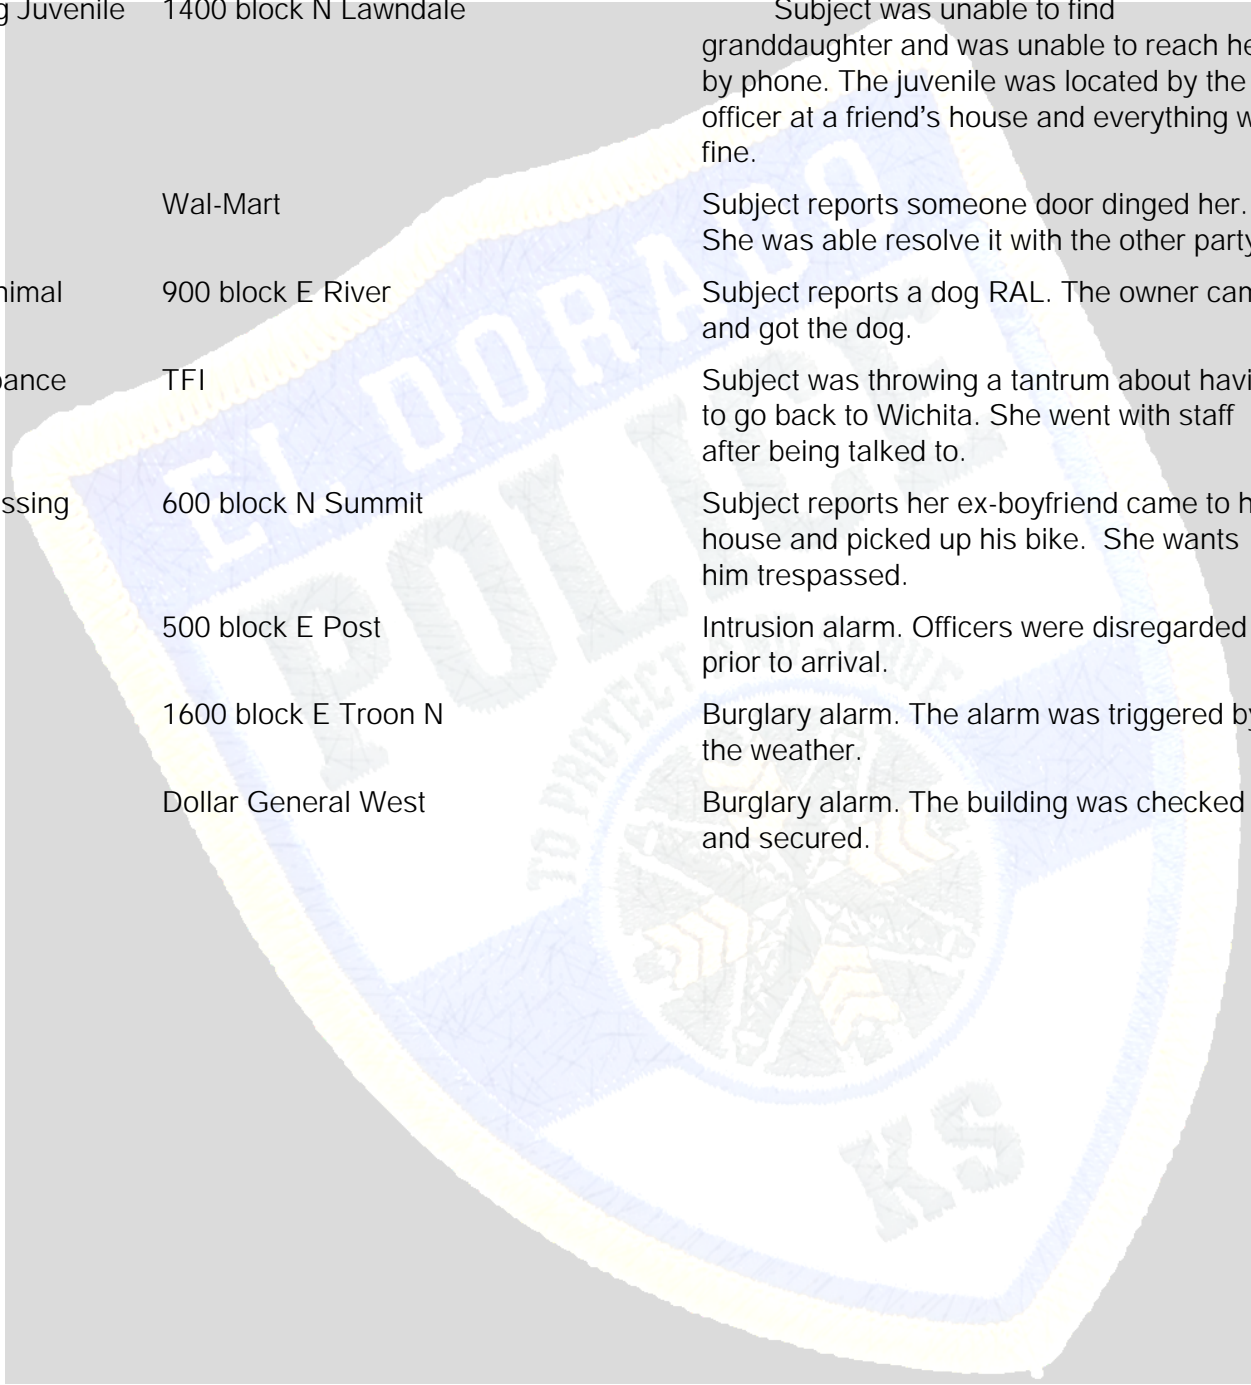 g Juvenile 1400 block N Lawndale Subject was unable to find
granddaughter and was unable to reach he
by phone. The juvenile was located by the
officer at a friend's house and everything w
fine.
Wal-Mart Subject reports someone door dinged her.
She was able resolve it with the other party
nimal 900 block E River Subject reports a dog RAL. The owner cam
and got the dog.
bance TFI Subject was throwing a tantrum about havi
to go back to Wichita. She went with staff
after being talked to.
ssing 600 block N Summit Subject reports her ex-boyfriend came to h
house and picked up his bike. She wants
him trespassed.
500 block E Post Intrusion alarm. Officers were disregarded
prior to arrival.
1600 block E Troon N Burglary alarm. The alarm was triggered by
the weather.
Dollar General West Burglary alarm. The building was checked
and secured.
EL DORADO
POLICE
TO PROTECT AND SERVE
KS